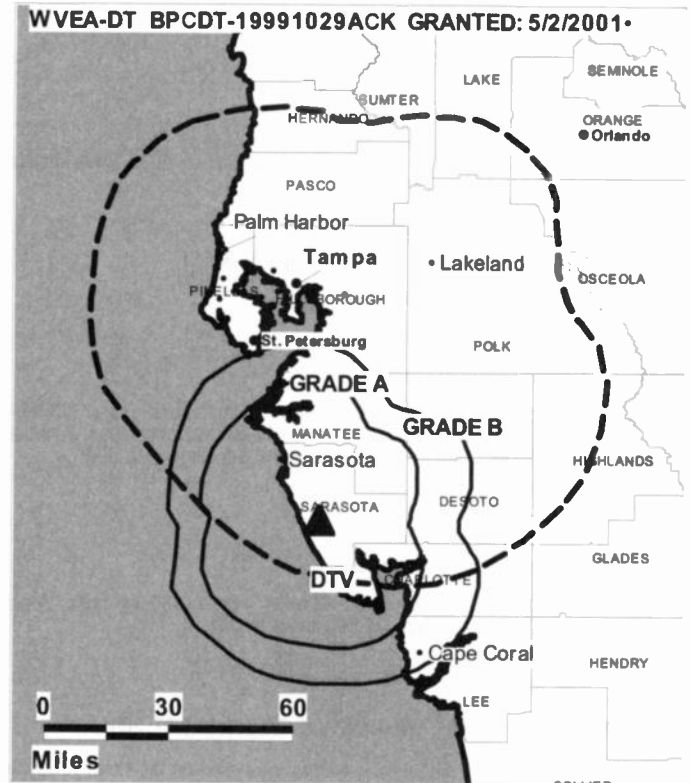 WVEA-DT BPCDT-19991029ACK GRANTED: 5/2/2001
LAKE
SEMINOLE
SUMTER
HERNANDO
ORANGE
Orlando
PASCO
Palm Harbor
Tampa
Lakeland
OSCEOLA
PINELLAS
HILLSBOROUGH
St. Petersburg
POLK
GRADE A
GRADE B
MANATEE
Sarasota
HIGHLANDS
SARASOTA
DESOTO
GLADES
DTV
CHARLOTTE
Cape Coral
HENDRY
LEE
0 30 60
Miles